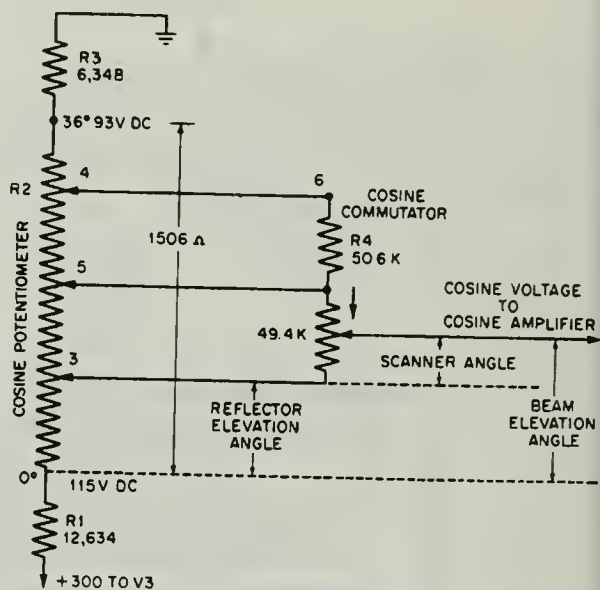 R3
6,348
36° 93V DC
4
6
R2
COSINE
COMMUTATOR
1506 Ω
R4
50.6 K
COSINE POTENTIOMETER
5
COSINE VOLTAGE
TO
COSINE AMPLIFIER
49.4 K
3
SCANNER ANGLE
REFLECTOR
ELEVATION
ANGLE
BEAM
ELEVATION
ANGLE
0°
115V DC
R1
12,634
+300 TO V3